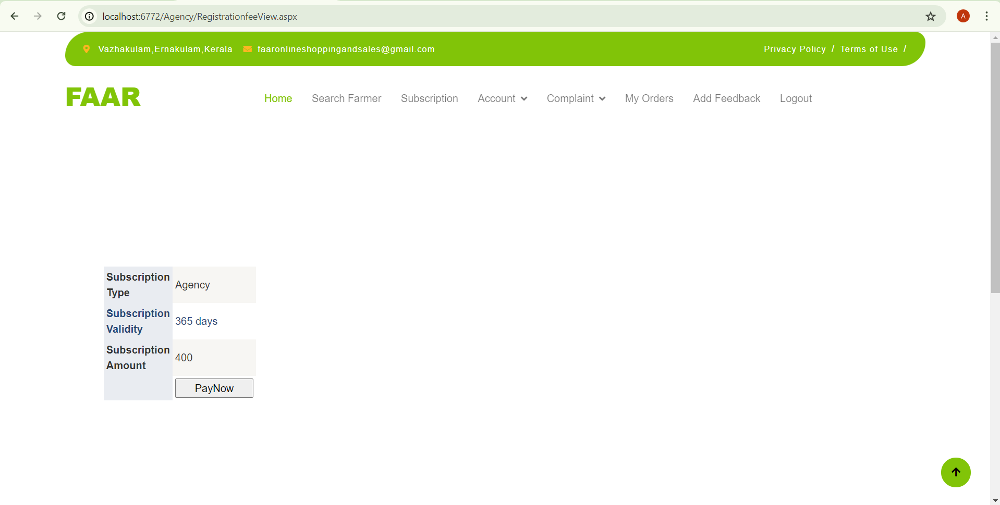 localhost:6772/Agency/RegistrationfeeView.aspx
A
Vazhakulam,Ernakulam,Kerala faaronlineshoppingandsales@gmail.com Privacy Policy / Terms of Use /
FAAR Home Search Farmer Subscription Account Complaint My Orders Add Feedback Logout
Subscription
Type
Agency
Subscription
Validity
365 days
Subscription
Amount
400
PayNow